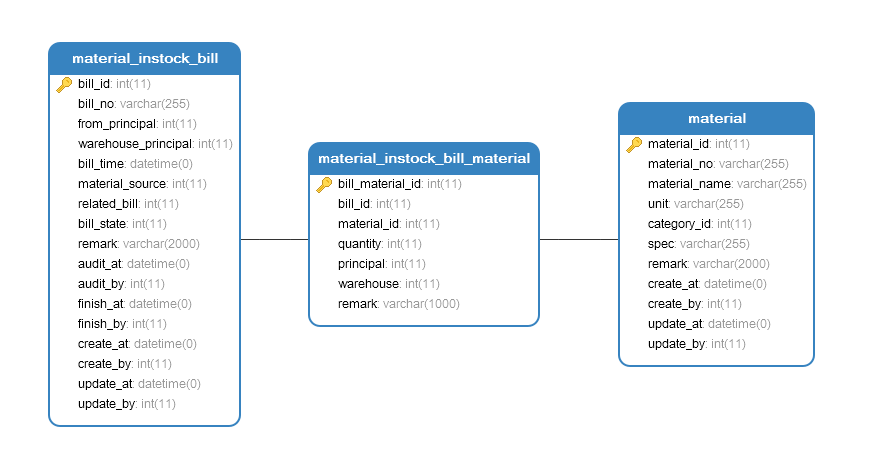 material_instock_bill
bill_id: int(11)
bill_no: varchar(255)
from_principal: int(11)
warehouse_principal: int(11)
bill_time: datetime(0)
material_source: int(11)
related_bill: int(11)
bill_state: int(11)
remark: varchar(2000)
audit_at: datetime(0)
audit_by: int(11)
finish_at: datetime(0)
finish_by: int(11)
create_at: datetime(0)
create_by: int(11)
update_at: datetime(0)
update_by: int(11)
material_instock_bill_material
bill_material_id: int(11)
bill_id: int(11)
material_id: int(11)
quantity: int(11)
principal: int(11)
warehouse: int(11)
remark: varchar(1000)
material
material_id: int(11)
material_no: varchar(255)
material_name: varchar(255)
unit: varchar(255)
category_id: int(11)
spec: varchar(255)
remark: varchar(2000)
create_at: datetime(0)
create_by: int(11)
update_at: datetime(0)
update_by: int(11)